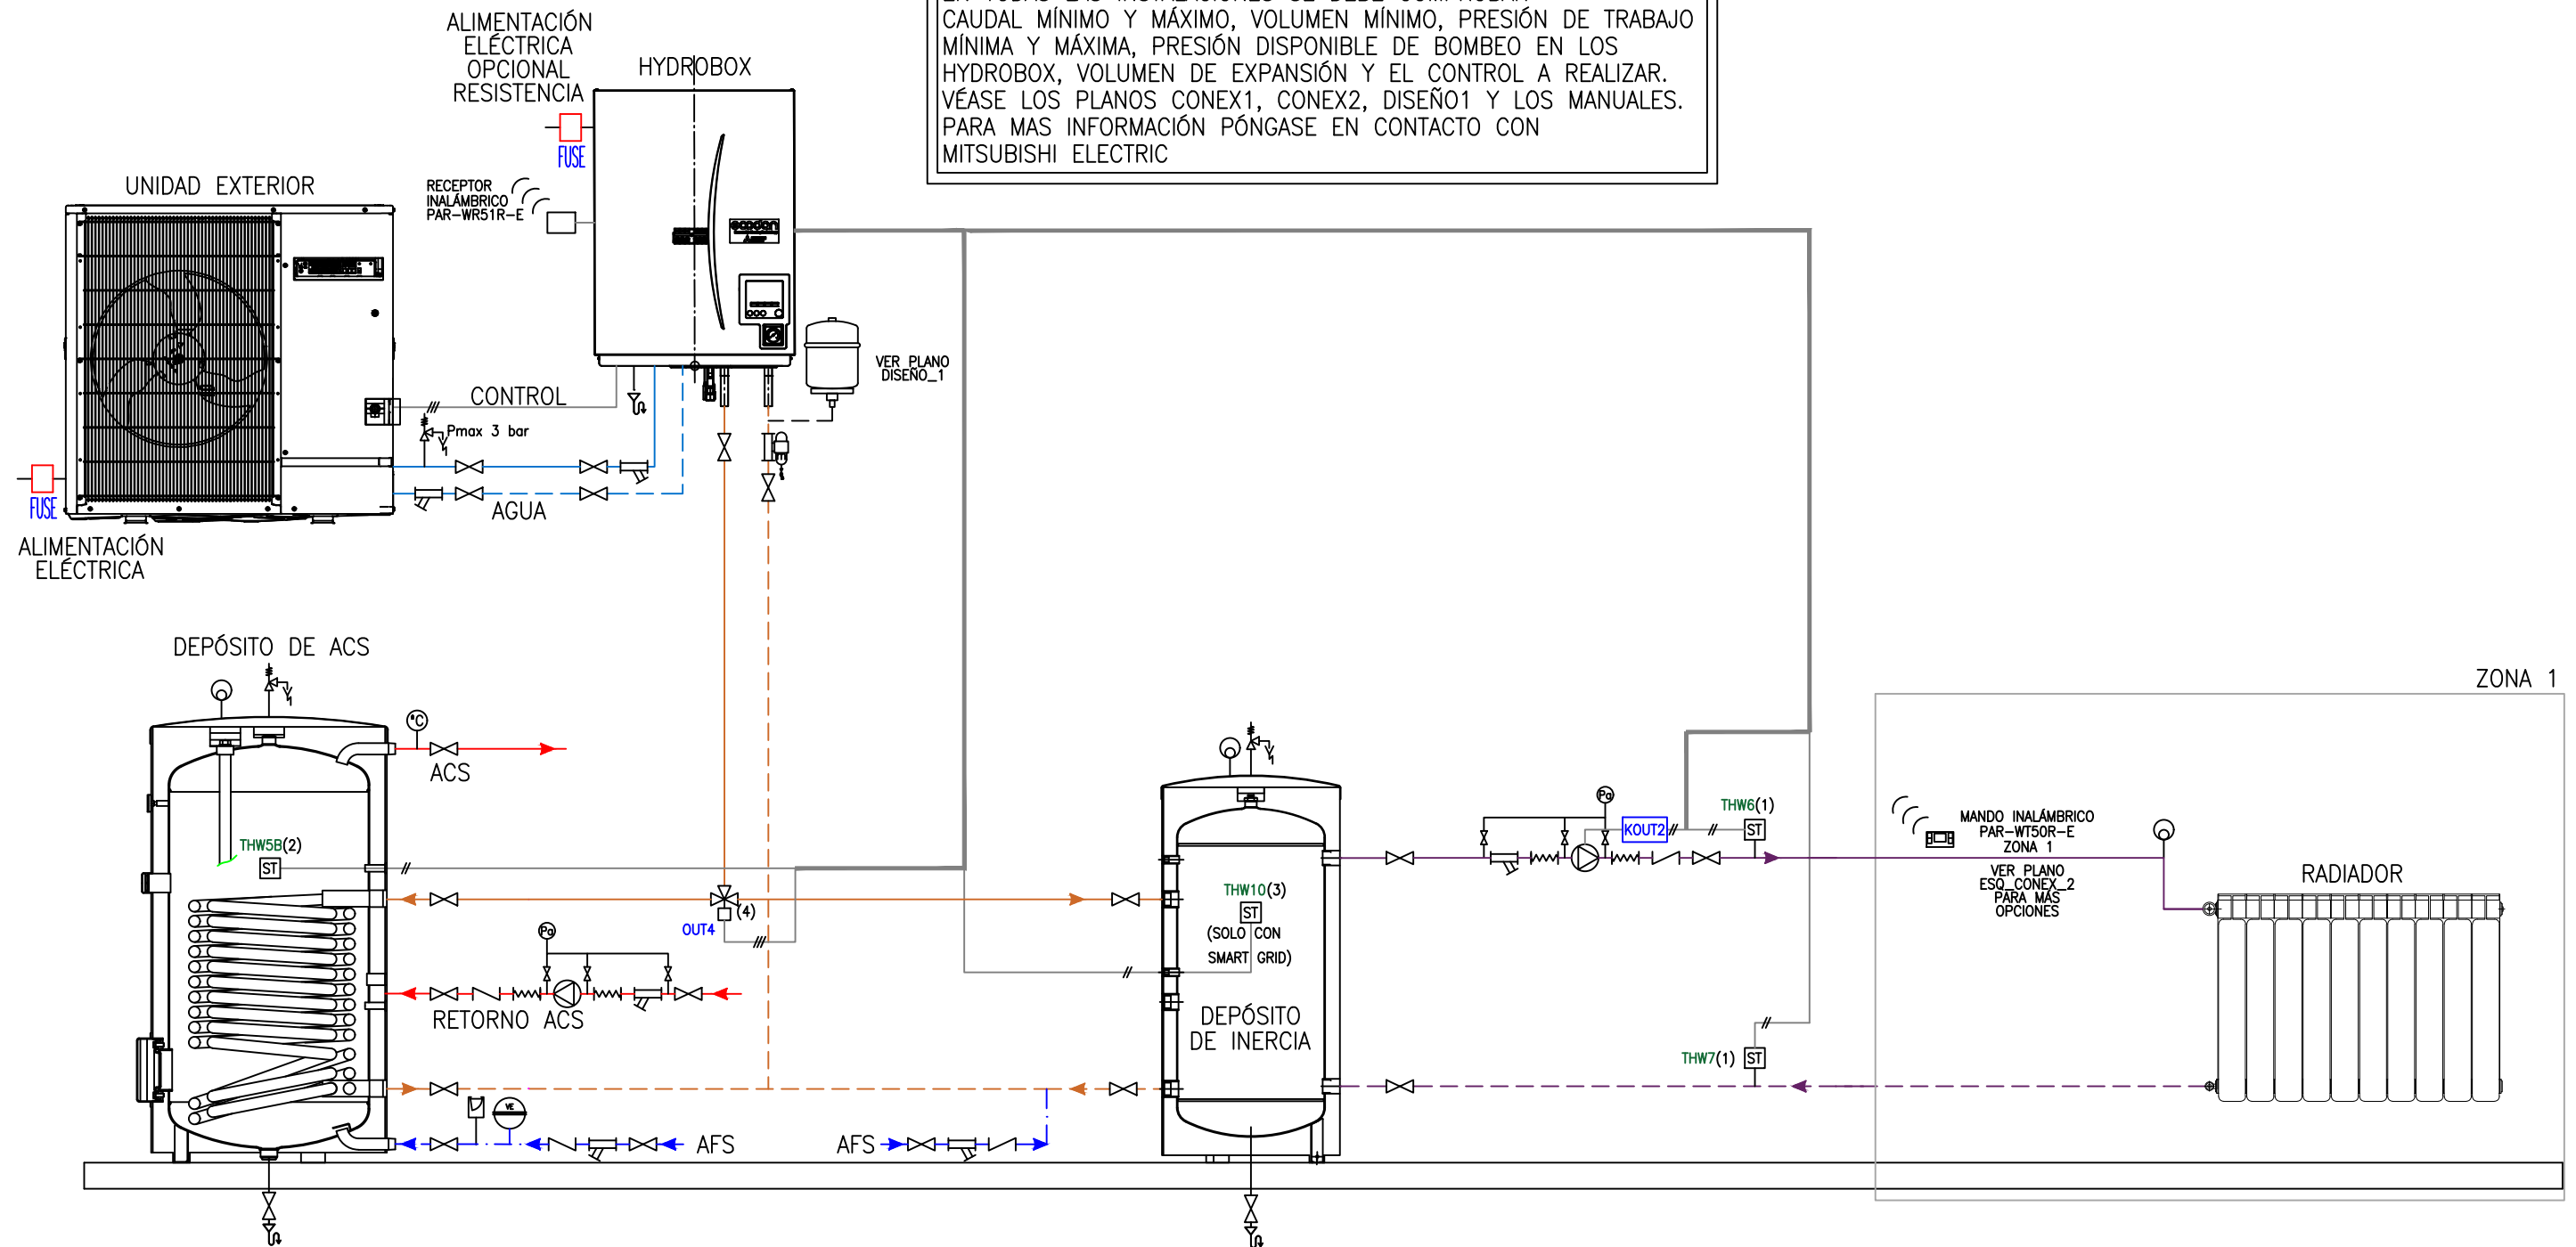 ALIMENTACIÓN
ELÉCTRICA
OPCIONAL
RESISTENCIA
HYDROBOX
CAUDAL MÍNIMO Y MÁXIMO, VOLUMEN MÍNIMO, PRESIÓN DE TRABAJO
MÍNIMA Y MÁXIMA, PRESIÓN DISPONIBLE DE BOMBEO EN LOS
HYDROBOX, VOLUMEN DE EXPANSIÓN Y EL CONTROL A REALIZAR.
VÉASE LOS PLANOS CONEX1, CONEX2, DISEÑO1 Y LOS MANUALES.
PARA MAS INFORMACIÓN PÓNGASE EN CONTACTO CON
MITSUBISHI ELECTRIC
FUSE
UNIDAD EXTERIOR
RECEPTOR
INALÁMBRICO
PAR-WR51R-E
ecodan
VER PLANO
DISEÑO_1
CONTROL
Pmax 3 bar
AGUA
FUSE
ALIMENTACIÓN
ELÉCTRICA
DEPÓSITO DE ACS
ZONA 1
°C
ACS
THW5B(2)
ST
(4)
OUT4
Pa
RETORNO ACS
VE
AFS
AFS
THW10(3)
ST
(SOLO CON
SMART GRID)
DEPÓSITO
DE INERCIA
Pa
KOUT2
THW6(1)
ST
THW7(1)
ST
MANDO INALÁMBRICO
PAR-WT50R-E
ZONA 1
VER PLANO
ESQ_CONEX_2
PARA MÁS
OPCIONES
RADIADOR